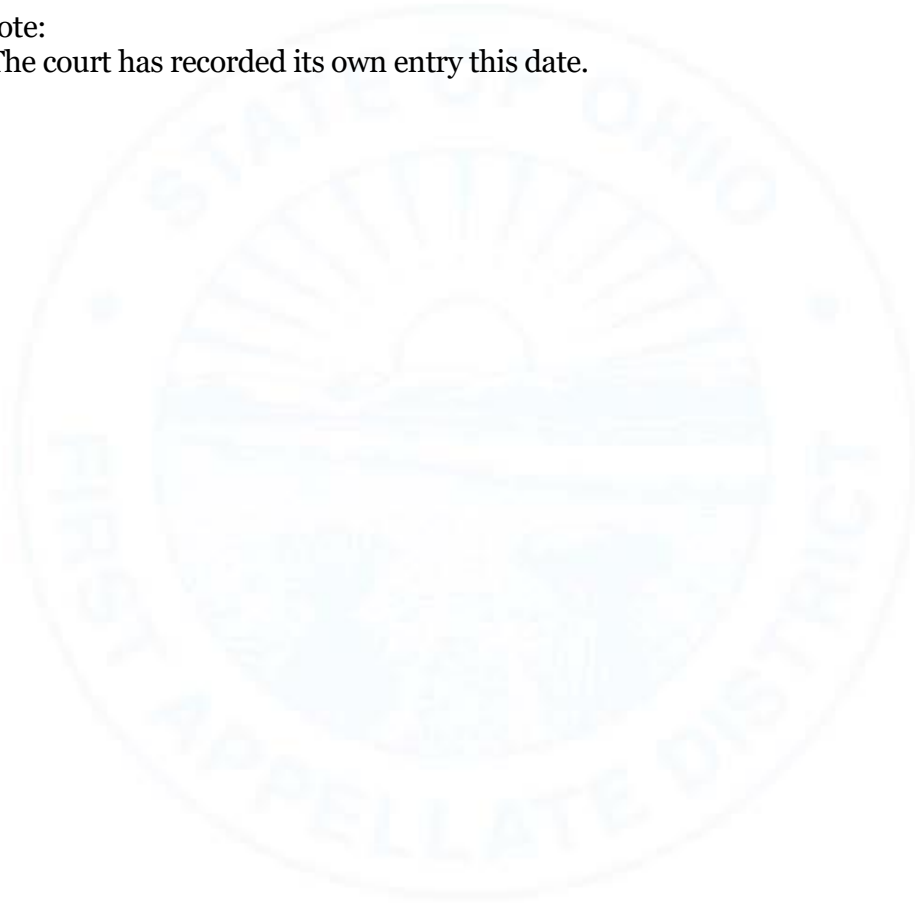 ote:
The court has recorded its own entry this date.
STATE OF OHIO
FIRST APPELLATE DISTRICT